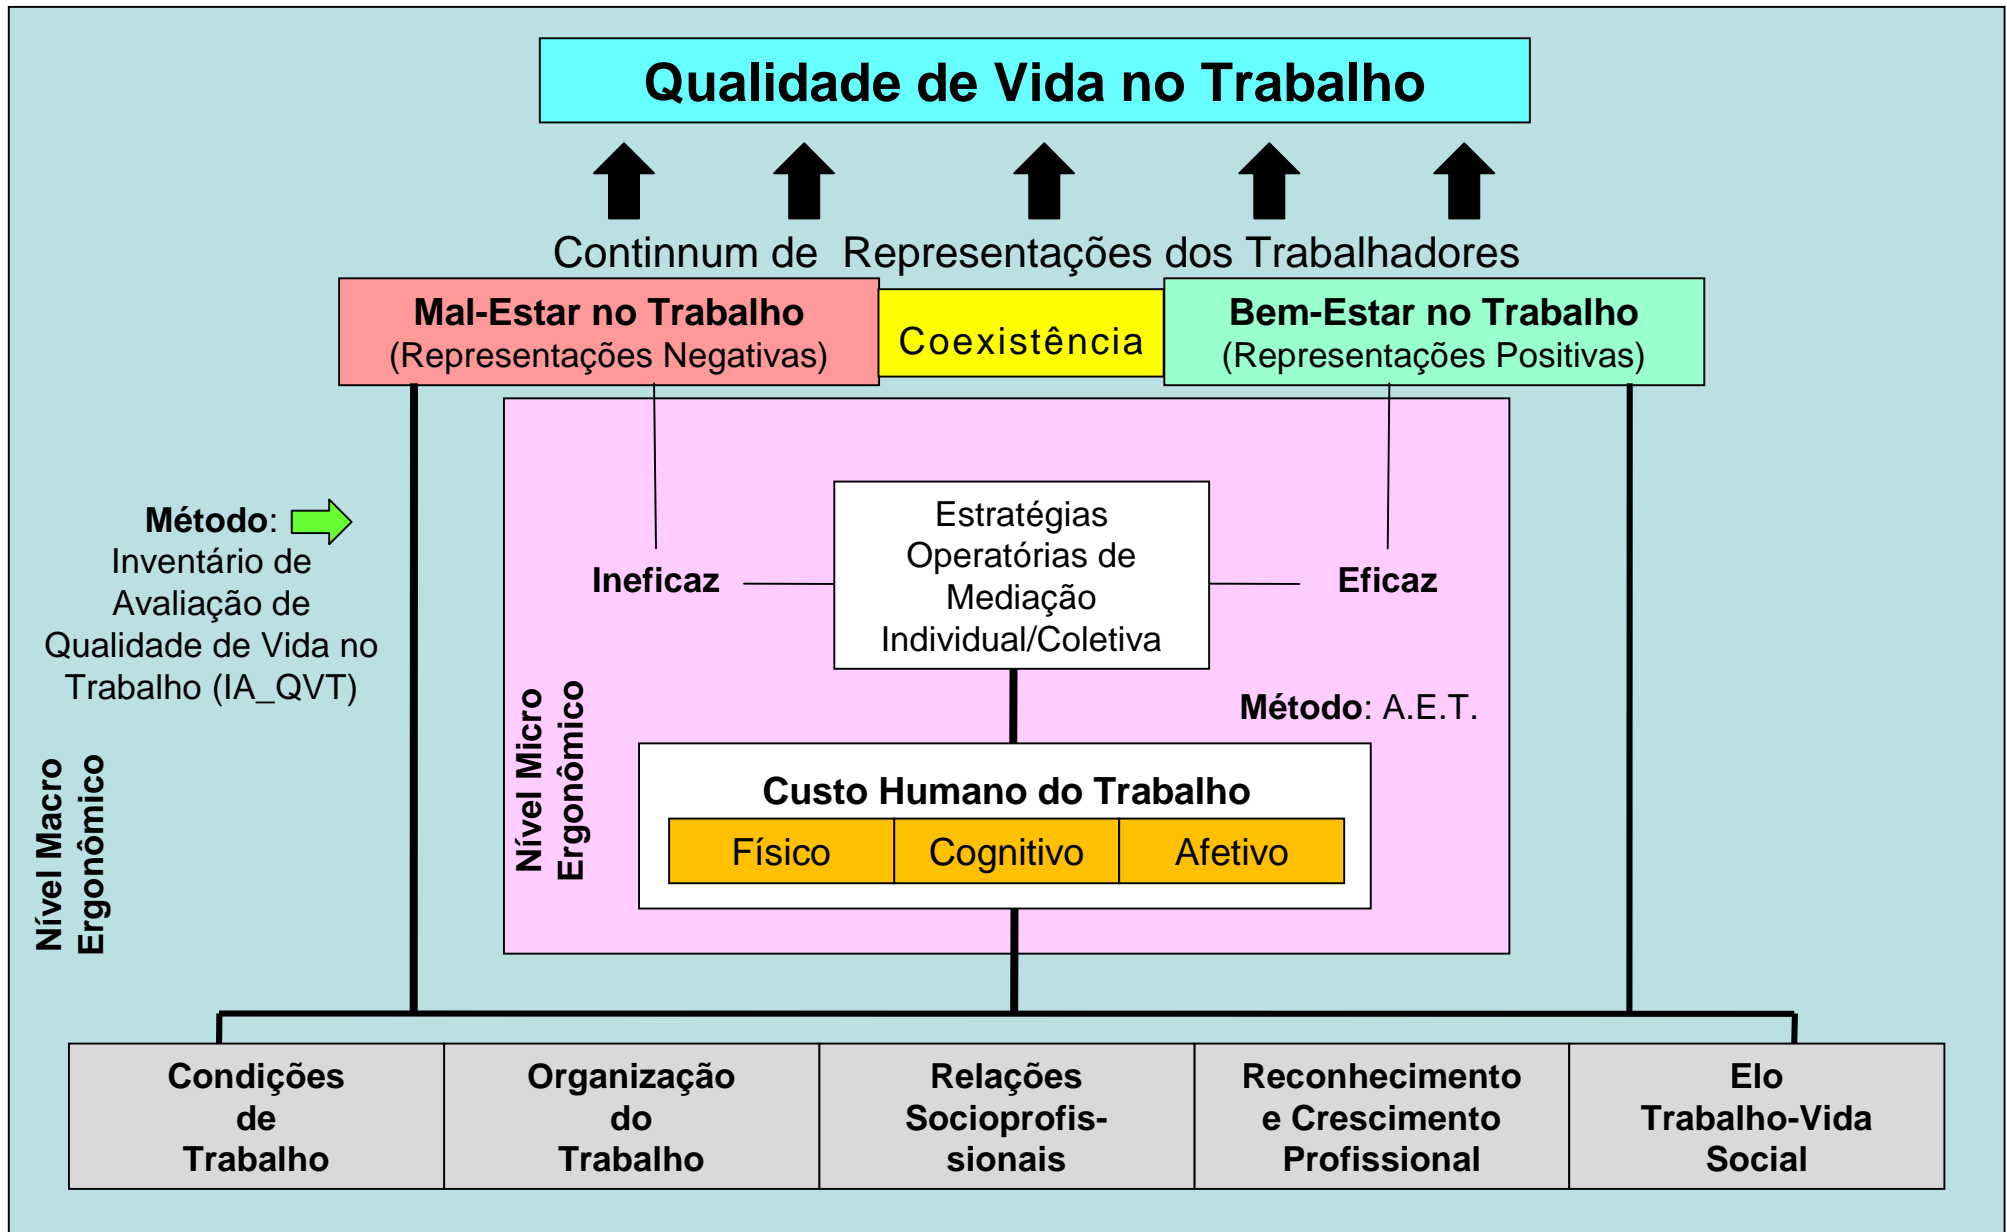 Qualidade de Vida no Trabalho
Continnum de Representações dos Trabalhadores
Mal-Estar no Trabalho
(Representações Negativas)
Coexistência
Bem-Estar no Trabalho
(Representações Positivas)
Método:
Inventário de
Avaliação de
Qualidade de Vida no
Trabalho (IA_QVT)
Nível Macro
Ergonômico
Ineficaz
Estratégias
Operatórias de
Mediação
Individual/Coletiva
Eficaz
Nível Micro
Ergonômico
Método: A.E.T.
Custo Humano do Trabalho
Físico
Cognitivo
Afetivo
Condições
de
Trabalho
Organização
do
Trabalho
Relações
Socioprofis-
sionais
Reconhecimento
e Crescimento
Profissional
Elo
Trabalho-Vida
Social